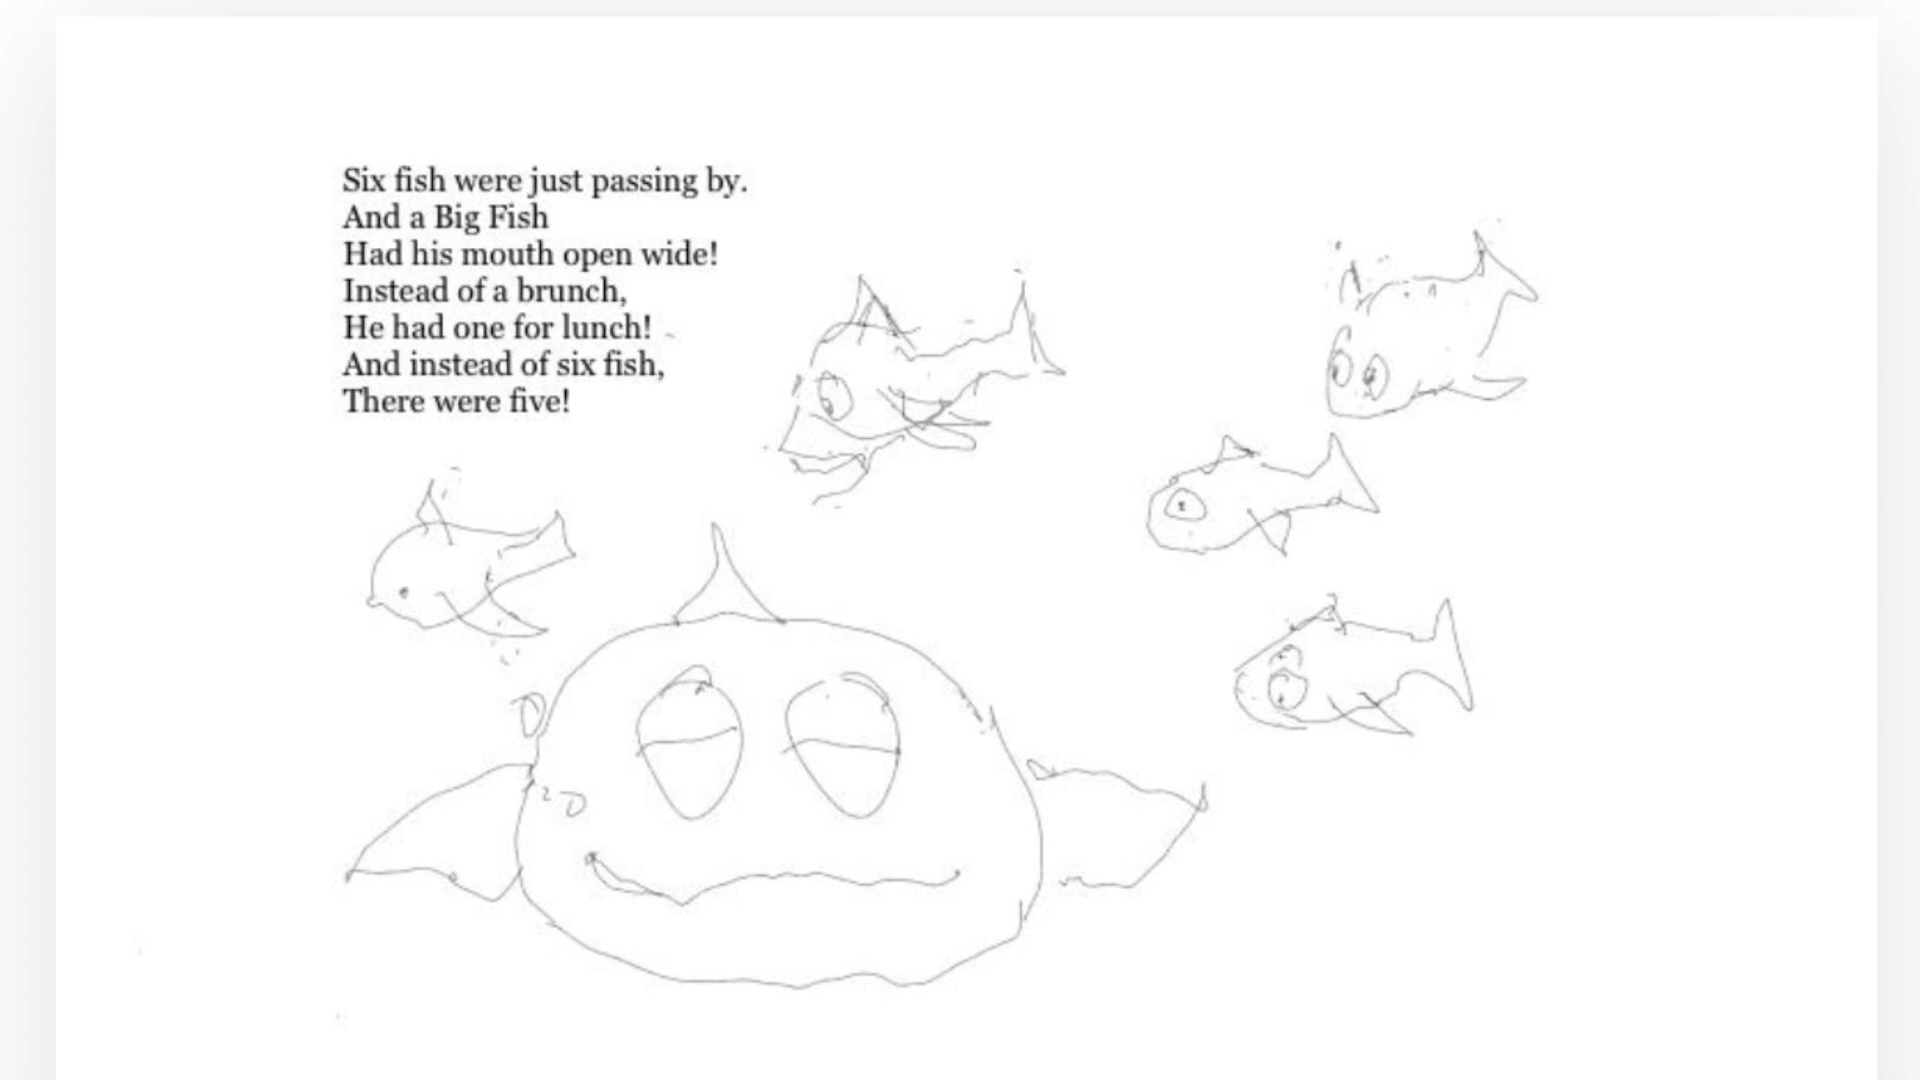 Six fish were just passing by.
And a Big Fish
Had his mouth open wide!
Instead of a brunch,
He had one for lunch!
And instead of six fish,
There were five!